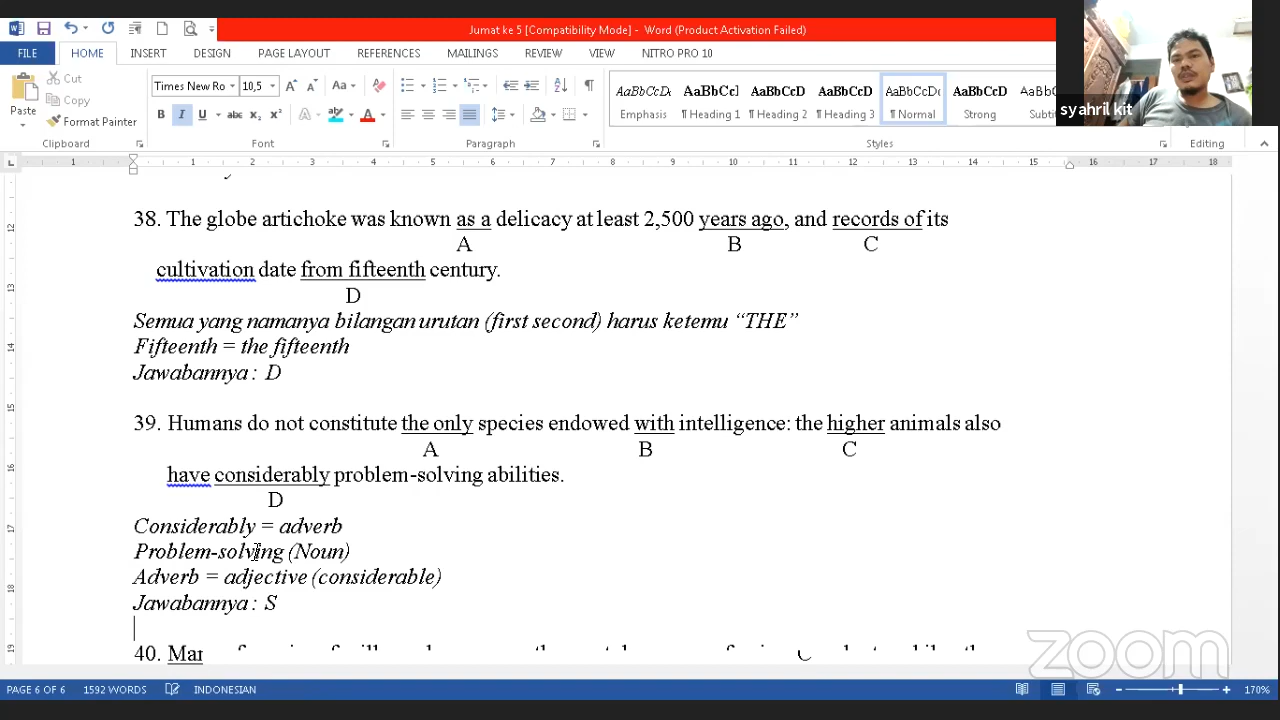 Jumat ke 5 [Compatibility Mode] - Word (Product Activation Failed)
FILE HOME INSERT DESIGN PAGE LAYOUT REFERENCES MAILINGS REVIEW VIEW NITRO PRO 10
syahril kit
Paste
Cut
Copy
Format Painter
Times New Ro 10,5
Emphasis ¶ Heading 1 ¶ Heading 2 ¶ Heading 3 ¶ Normal Strong
Clipboard Font Paragraph Styles Editing
38. The globe artichoke was known as a delicacy at least 2,500 years ago, and records of its
A B C
cultivation date from fifteenth century.
D
Semua yang namanya bilangan urutan (first second) harus ketemu “THE”
Fifteenth = the fifteenth
Jawabannya : D
39. Humans do not constitute the only species endowed with intelligence: the higher animals also
A B C
have considerably problem-solving abilities.
D
Considerably = adverb
Problem-solving (Noun)
Adverb = adjective (considerable)
Jawabannya : S
40.
zoom
PAGE 6 OF 6 1592 WORDS INDONESIAN 170%